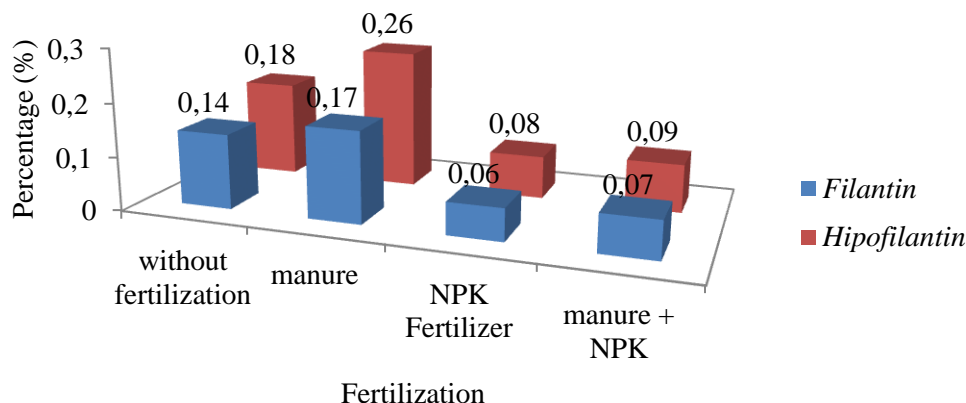 Percentage (%)
0,3
0,2
0,1
0
0,14
0,18
0,17
0,26
0,06
0,08
0,07
0,09
without
fertilization
manure
NPK
Fertilizer
manure +
NPK
Fertilization
Filantin
Hipofilantin